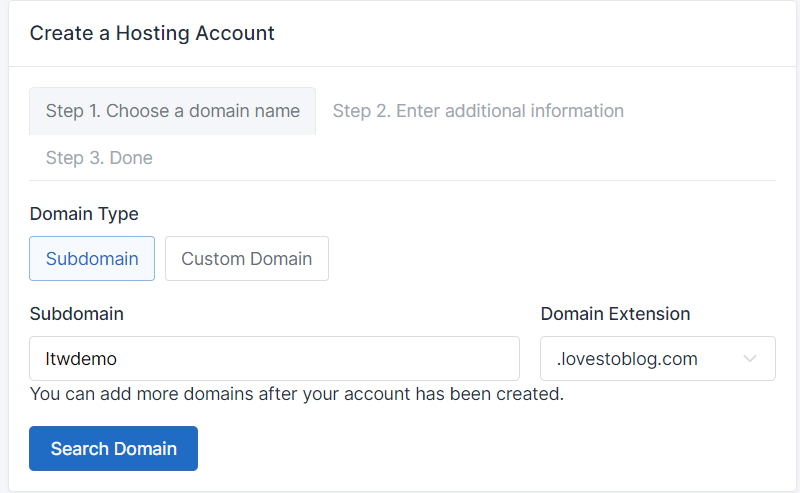 Create a Hosting Account
Step 1. Choose a domain name Step 2. Enter additional information
Step 3. Done
Domain Type
Subdomain Custom Domain
Subdomain Domain Extension
ltwdemo .lovestoblog.com
You can add more domains after your account has been created.
Search Domain